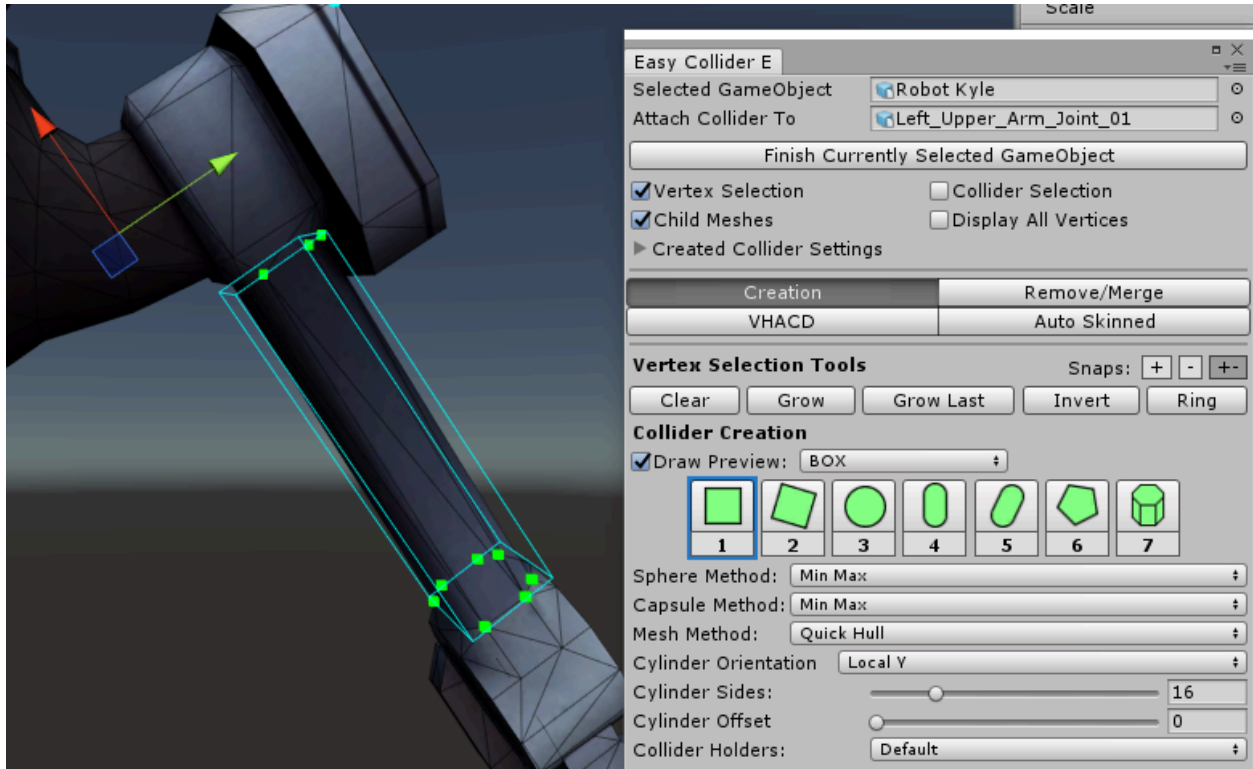 Scale
Easy Collider E
Selected GameObject Robot Kyle
Attach Collider To Left_Upper_Arm_Joint_01
Finish Currently Selected GameObject
Vertex Selection Collider Selection
Child Meshes Display All Vertices
Created Collider Settings
Creation Remove/Merge
VHACD Auto Skinned
Vertex Selection Tools Snaps: + - +-
Clear Grow Grow Last Invert Ring
Collider Creation
Draw Preview: BOX
1 2 3 4 5 6 7
Sphere Method: Min Max
Capsule Method: Min Max
Mesh Method: Quick Hull
Cylinder Orientation Local Y
Cylinder Sides: 16
Cylinder Offset 0
Collider Holders: Default